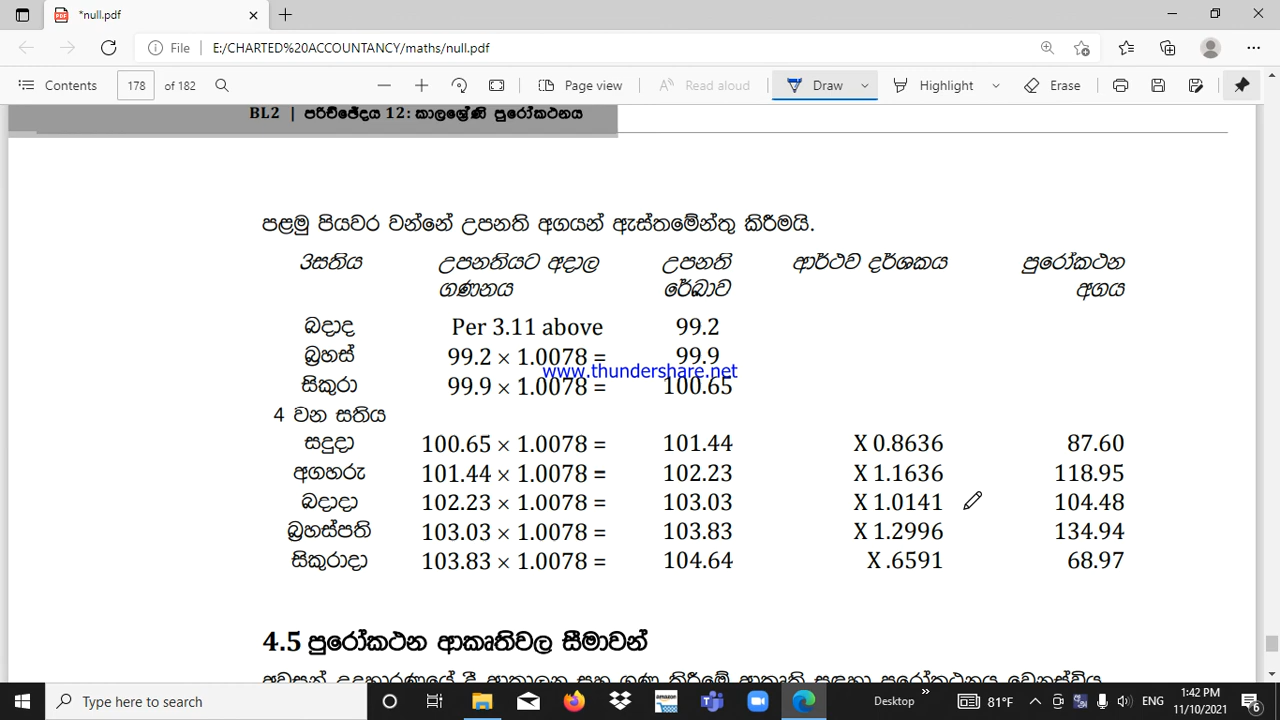 *null.pdf
File E:/CHARTED%20ACCOUNTANCY/maths/null.pdf
Contents 178 of 182 Page view Read aloud Draw Highlight Erase
BL2 | පරිච්ඡේදය 12: කාලශ්‍රේණි පුරෝකථනය
පළමු පියවර වන්නේ උපනති අගයන් ඇස්තමේන්තු කිරීමයි.
3සතිය උපනතියට අදාල උපනති ආර්ථව දර්ශකය පුරෝකථන
ගණනය රේඛාව අගය
බදාද Per 3.11 above 99.2
බ්‍රහස් 99.2 × 1.0078 = 99.9
www.thundershare.net
සිකුරා 99.9 × 1.0078 = 100.65
4 වන සතිය
සදුදා 100.65 × 1.0078 = 101.44 X 0.8636 87.60
අගහරු 101.44 × 1.0078 = 102.23 X 1.1636 118.95
බදාදා 102.23 × 1.0078 = 103.03 X 1.0141 104.48
බ්‍රහස්පති 103.03 × 1.0078 = 103.83 X 1.2996 134.94
සිකුරාදා 103.83 × 1.0078 = 104.64 X .6591 68.97
4.5 පුරෝකථන ආකෘතිවල සීමාවන්
Type here to search Desktop 81°F ENG 1:42 PM
11/10/2021 6